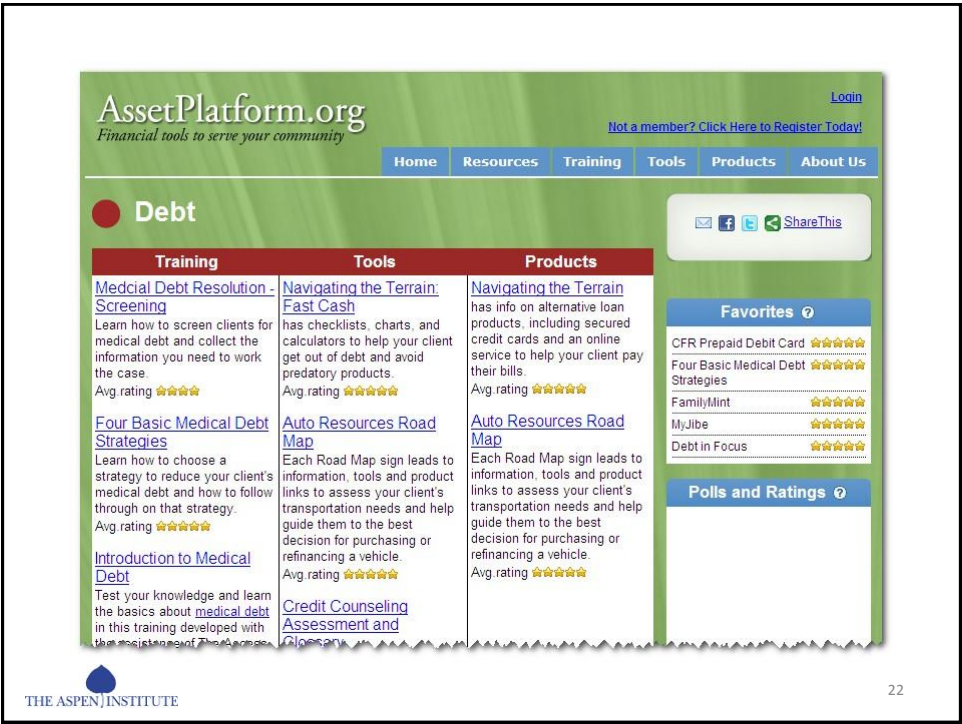 AssetPlatform.org
Financial tools to serve your community
Login
Not a member? Click Here to Register Today!
Home Resources Training Tools Products About Us
Debt
ShareThis
Training
Medcial Debt Resolution -
Screening
Learn how to screen clients for
medical debt and collect the
information you need to work
the case.
Avg.rating
Four Basic Medical Debt
Strategies
Learn how to choose a
strategy to reduce your client's
medical debt and how to follow
through on that strategy.
Avg.rating
Introduction to Medical
Debt
Test your knowledge and learn
the basics about medical debt
in this training developed with
the assistance of The Access
Tools
Navigating the Terrain:
Fast Cash
has checklists, charts, and
calculators to help your client
get out of debt and avoid
predatory products.
Avg.rating
Auto Resources Road
Map
Each Road Map sign leads to
information, tools and product
links to assess your client's
transportation needs and help
guide them to the best
decision for purchasing or
refinancing a vehicle.
Avg.rating
Credit Counseling
Assessment and
Glossary
Products
Navigating the Terrain
has info on alternative loan
products, including secured
credit cards and an online
service to help your client pay
their bills.
Avg.rating
Auto Resources Road
Map
Each Road Map sign leads to
information, tools and product
links to assess your client's
transportation needs and help
guide them to the best
decision for purchasing or
refinancing a vehicle.
Avg.rating
Favorites ?
CFR Prepaid Debit Card
Four Basic Medical Debt
Strategies
FamilyMint
MyJibe
Debt in Focus
Polls and Ratings ?
THE ASPEN INSTITUTE
22